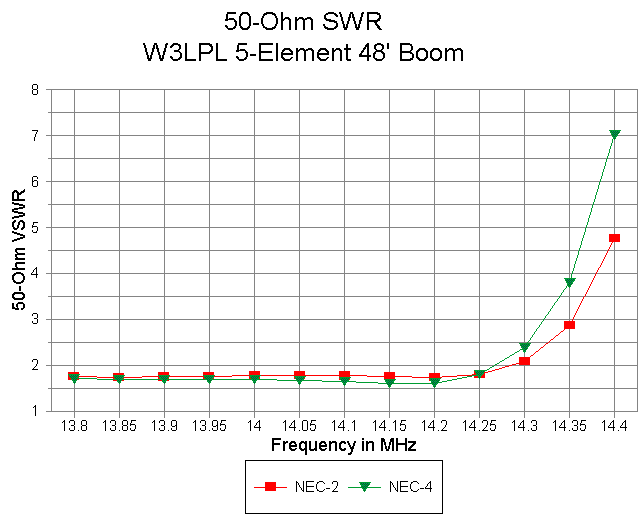 50-Ohm SWR
W3LPL 5-Element 48' Boom
50-Ohm VSWR
8
7
6
5
4
3
2
1
13.8 13.85 13.9 13.95 14 14.05 14.1 14.15 14.2 14.25 14.3 14.35 14.4
Frequency in MHz
NEC-2 NEC-4